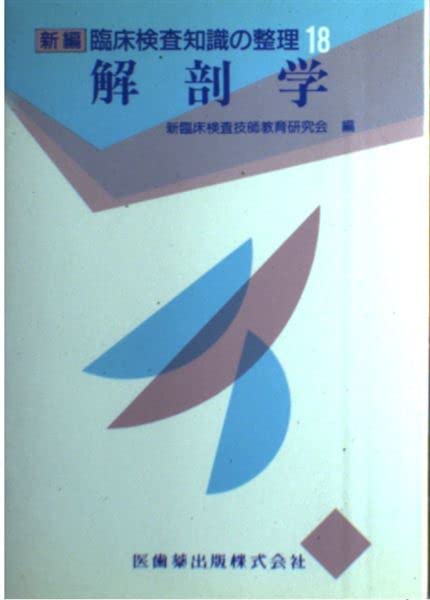 新編 臨床検査知識の整理 18
解剖学
新臨床検査技師教育研究会 編
医歯薬出版株式会社